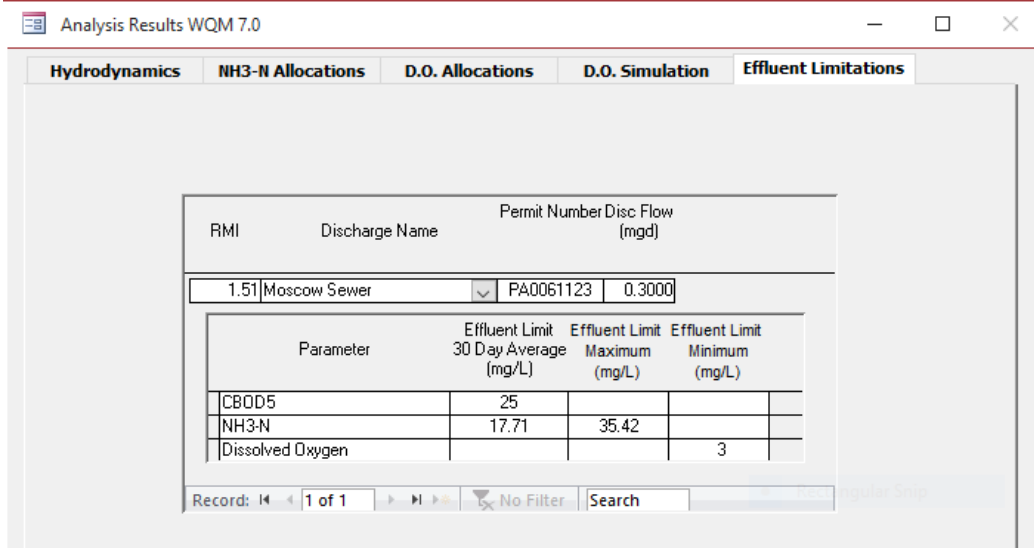 Analysis Results WQM 7.0
Hydrodynamics NH3-N Allocations D.O. Allocations D.O. Simulation Effluent Limitations
RMI Discharge Name Permit Number Disc Flow
(mgd)
1.51 Moscow Sewer PA0061123 0.3000
Parameter Effluent Limit Effluent Limit Effluent Limit
30 Day Average Maximum Minimum
(mg/L) (mg/L) (mg/L)
CBOD5 25
NH3-N 17.71 35.42
Dissolved Oxygen 3
Record: 1 of 1 No Filter Search
Rectangular Snip